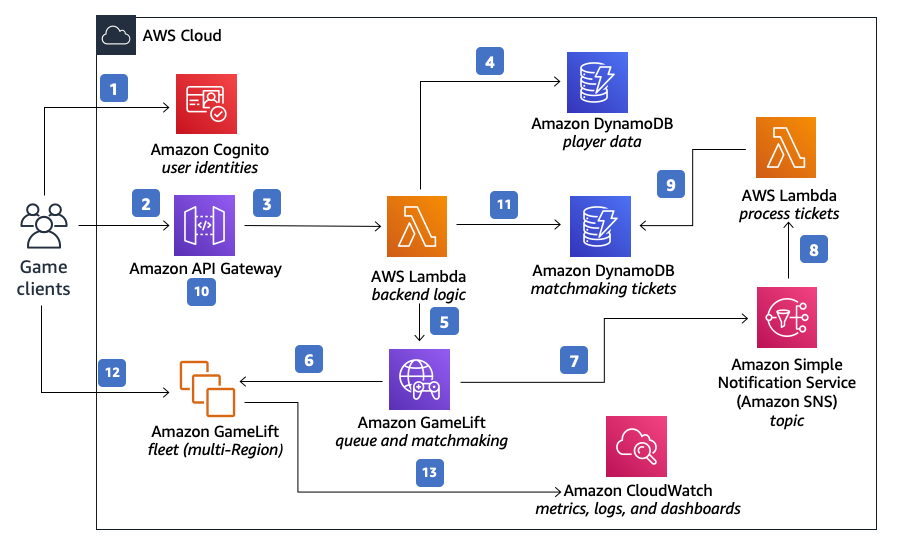 AWS Cloud
1
Amazon Cognito
user identities
2
3
Amazon API Gateway
10
Game
clients
4
Amazon DynamoDB
player data
AWS Lambda
backend logic
11
Amazon DynamoDB
matchmaking tickets
9
AWS Lambda
process tickets
8
5
6
7
Amazon Simple
Notification Service
(Amazon SNS)
topic
12
Amazon GameLift
fleet (multi-Region)
Amazon GameLift
queue and matchmaking
13
Amazon CloudWatch
metrics, logs, and dashboards